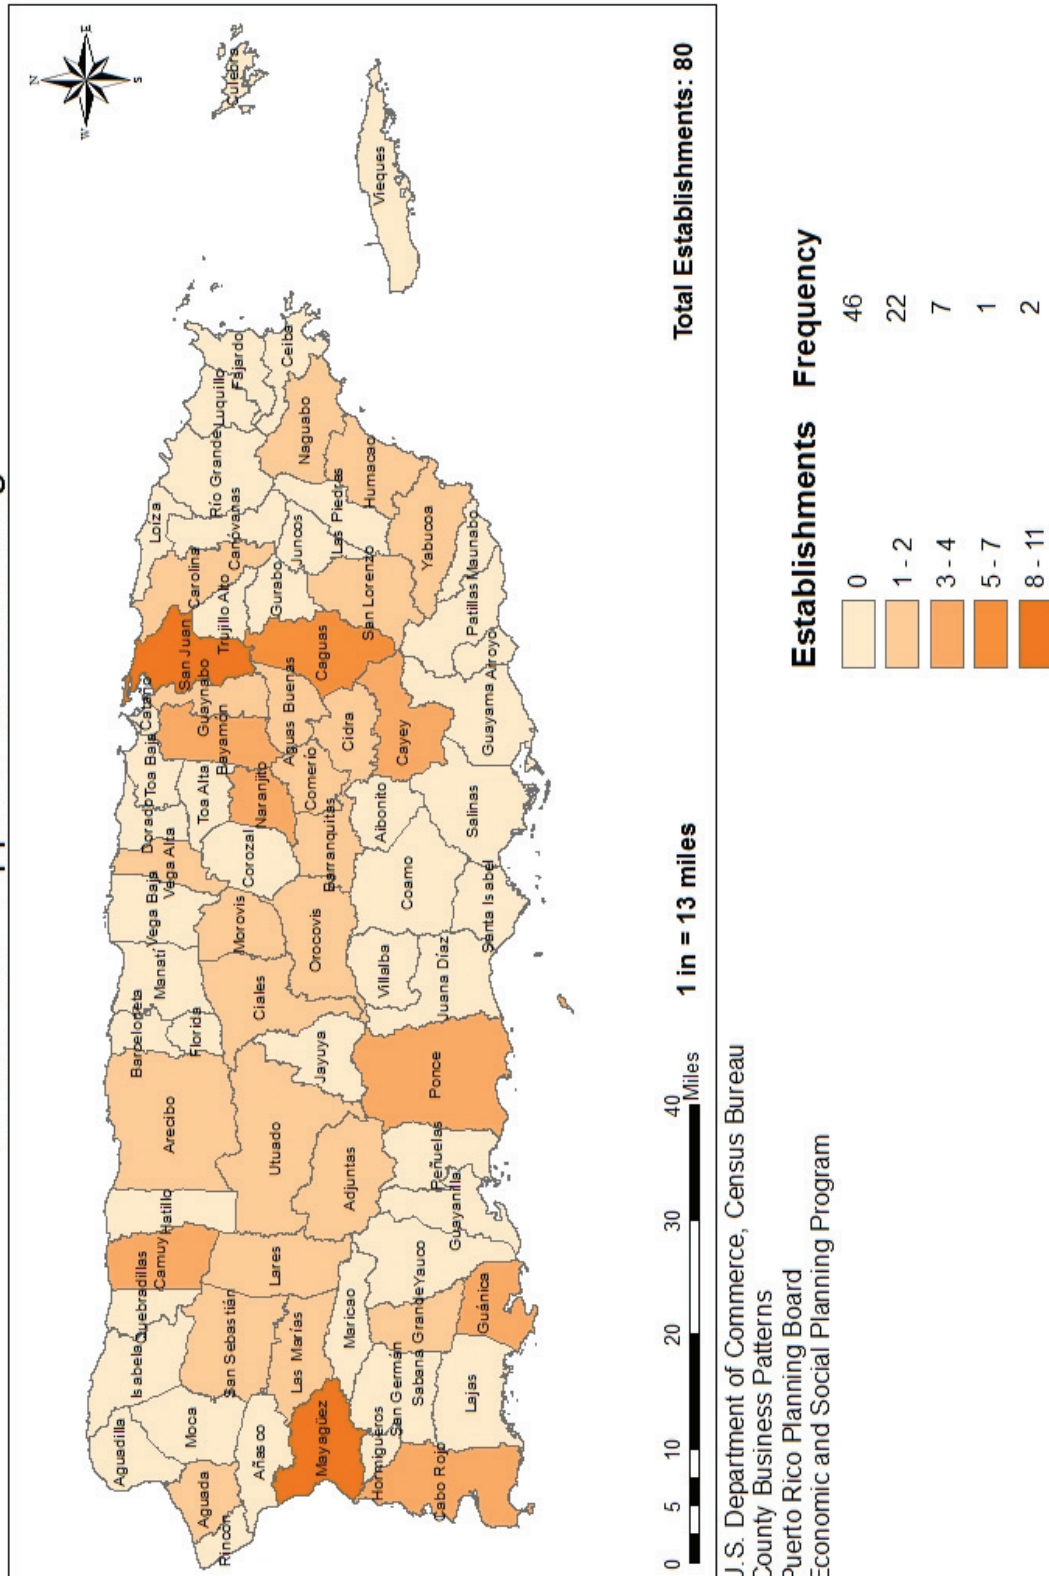 N
W
E
S
Culebra
Vieques
Aguadilla
Isabela
Quebradillas
Camuy
Hatillo
Arecibo
Barceloneta
Florida
Manatí
Vega Baja
Vega Alta
Dorado
Toa Baja
Toa Alta
Cataño
Bayamón
Guaynabo
San Juan
Trujillo Alto
Carolina
Loiza
Canóvanas
Río Grande
Luquillo
Fajardo
Ceiba
Rincón
Aguada
Moca
Añasco
San Sebastián
Lares
Utuado
Ciales
Morovis
Corozal
Naranjito
Aguas Buenas
Caguas
Gurabo
Juncos
Las Piedras
Naguabo
Humacao
Mayagüez
Las Marías
Maricao
Adjuntas
Jayuya
Orocovis
Barranquitas
Comerío
Cidra
Cayey
San Lorenzo
Yabucoa
Hormigueros
San Germán
Sabana Grande
Yauco
Guayanilla
Peñuelas
Ponce
Villalba
Juana Díaz
Coamo
Aibonito
Salinas
Santa Isabel
Guayama
Arroyo
Patillas
Maunabo
Cabo Rojo
Lajas
Guánica
0 5 10 20 30 40
Miles
1 in = 13 miles
Total Establishments: 80
U.S. Department of Commerce, Census Bureau
County Business Patterns
Puerto Rico Planning Board
Economic and Social Planning Program
Establishments Frequency
0 46
1 - 2 22
3 - 4 7
5 - 7 1
8 - 11 2